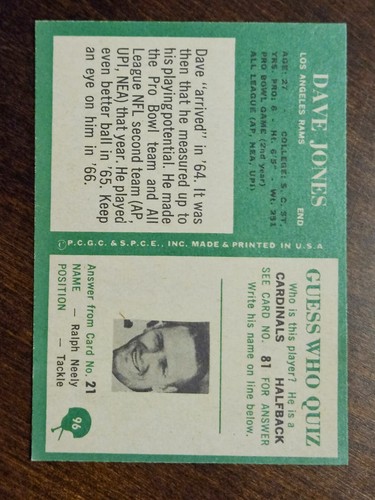 DAVE JONES
LOS ANGELES RAMS END
AGE: 27 - COLLEGE: S. C. ST.
YRS. PRO; 6 - Ht. 6'5" Wt. 251
PRO BOWL GAME (2nd year)
ALL LEAGUE (AP, NEA, UPI)
Dave "arrived" in '64. It was
then that he measured up to
his playing potential. He made
the Pro Bowl team and All
League NFL second team (AP,
UPI, NEA) that year. He played
even better ball in '65. Keep
an eye on him in '66.
©P.C.G.C. & S.P.C.E., INC. MADE & PRINTED IN U.S.A
GUESS WHO QUIZ
Who is this player? He is a
CARDINALS HALFBACK
SEE CARD NO. 81 FOR ANSWER
Write his name on line below.
Answer from Card No. 21
NAME — Ralph Neely
POSITION — Tackle
96